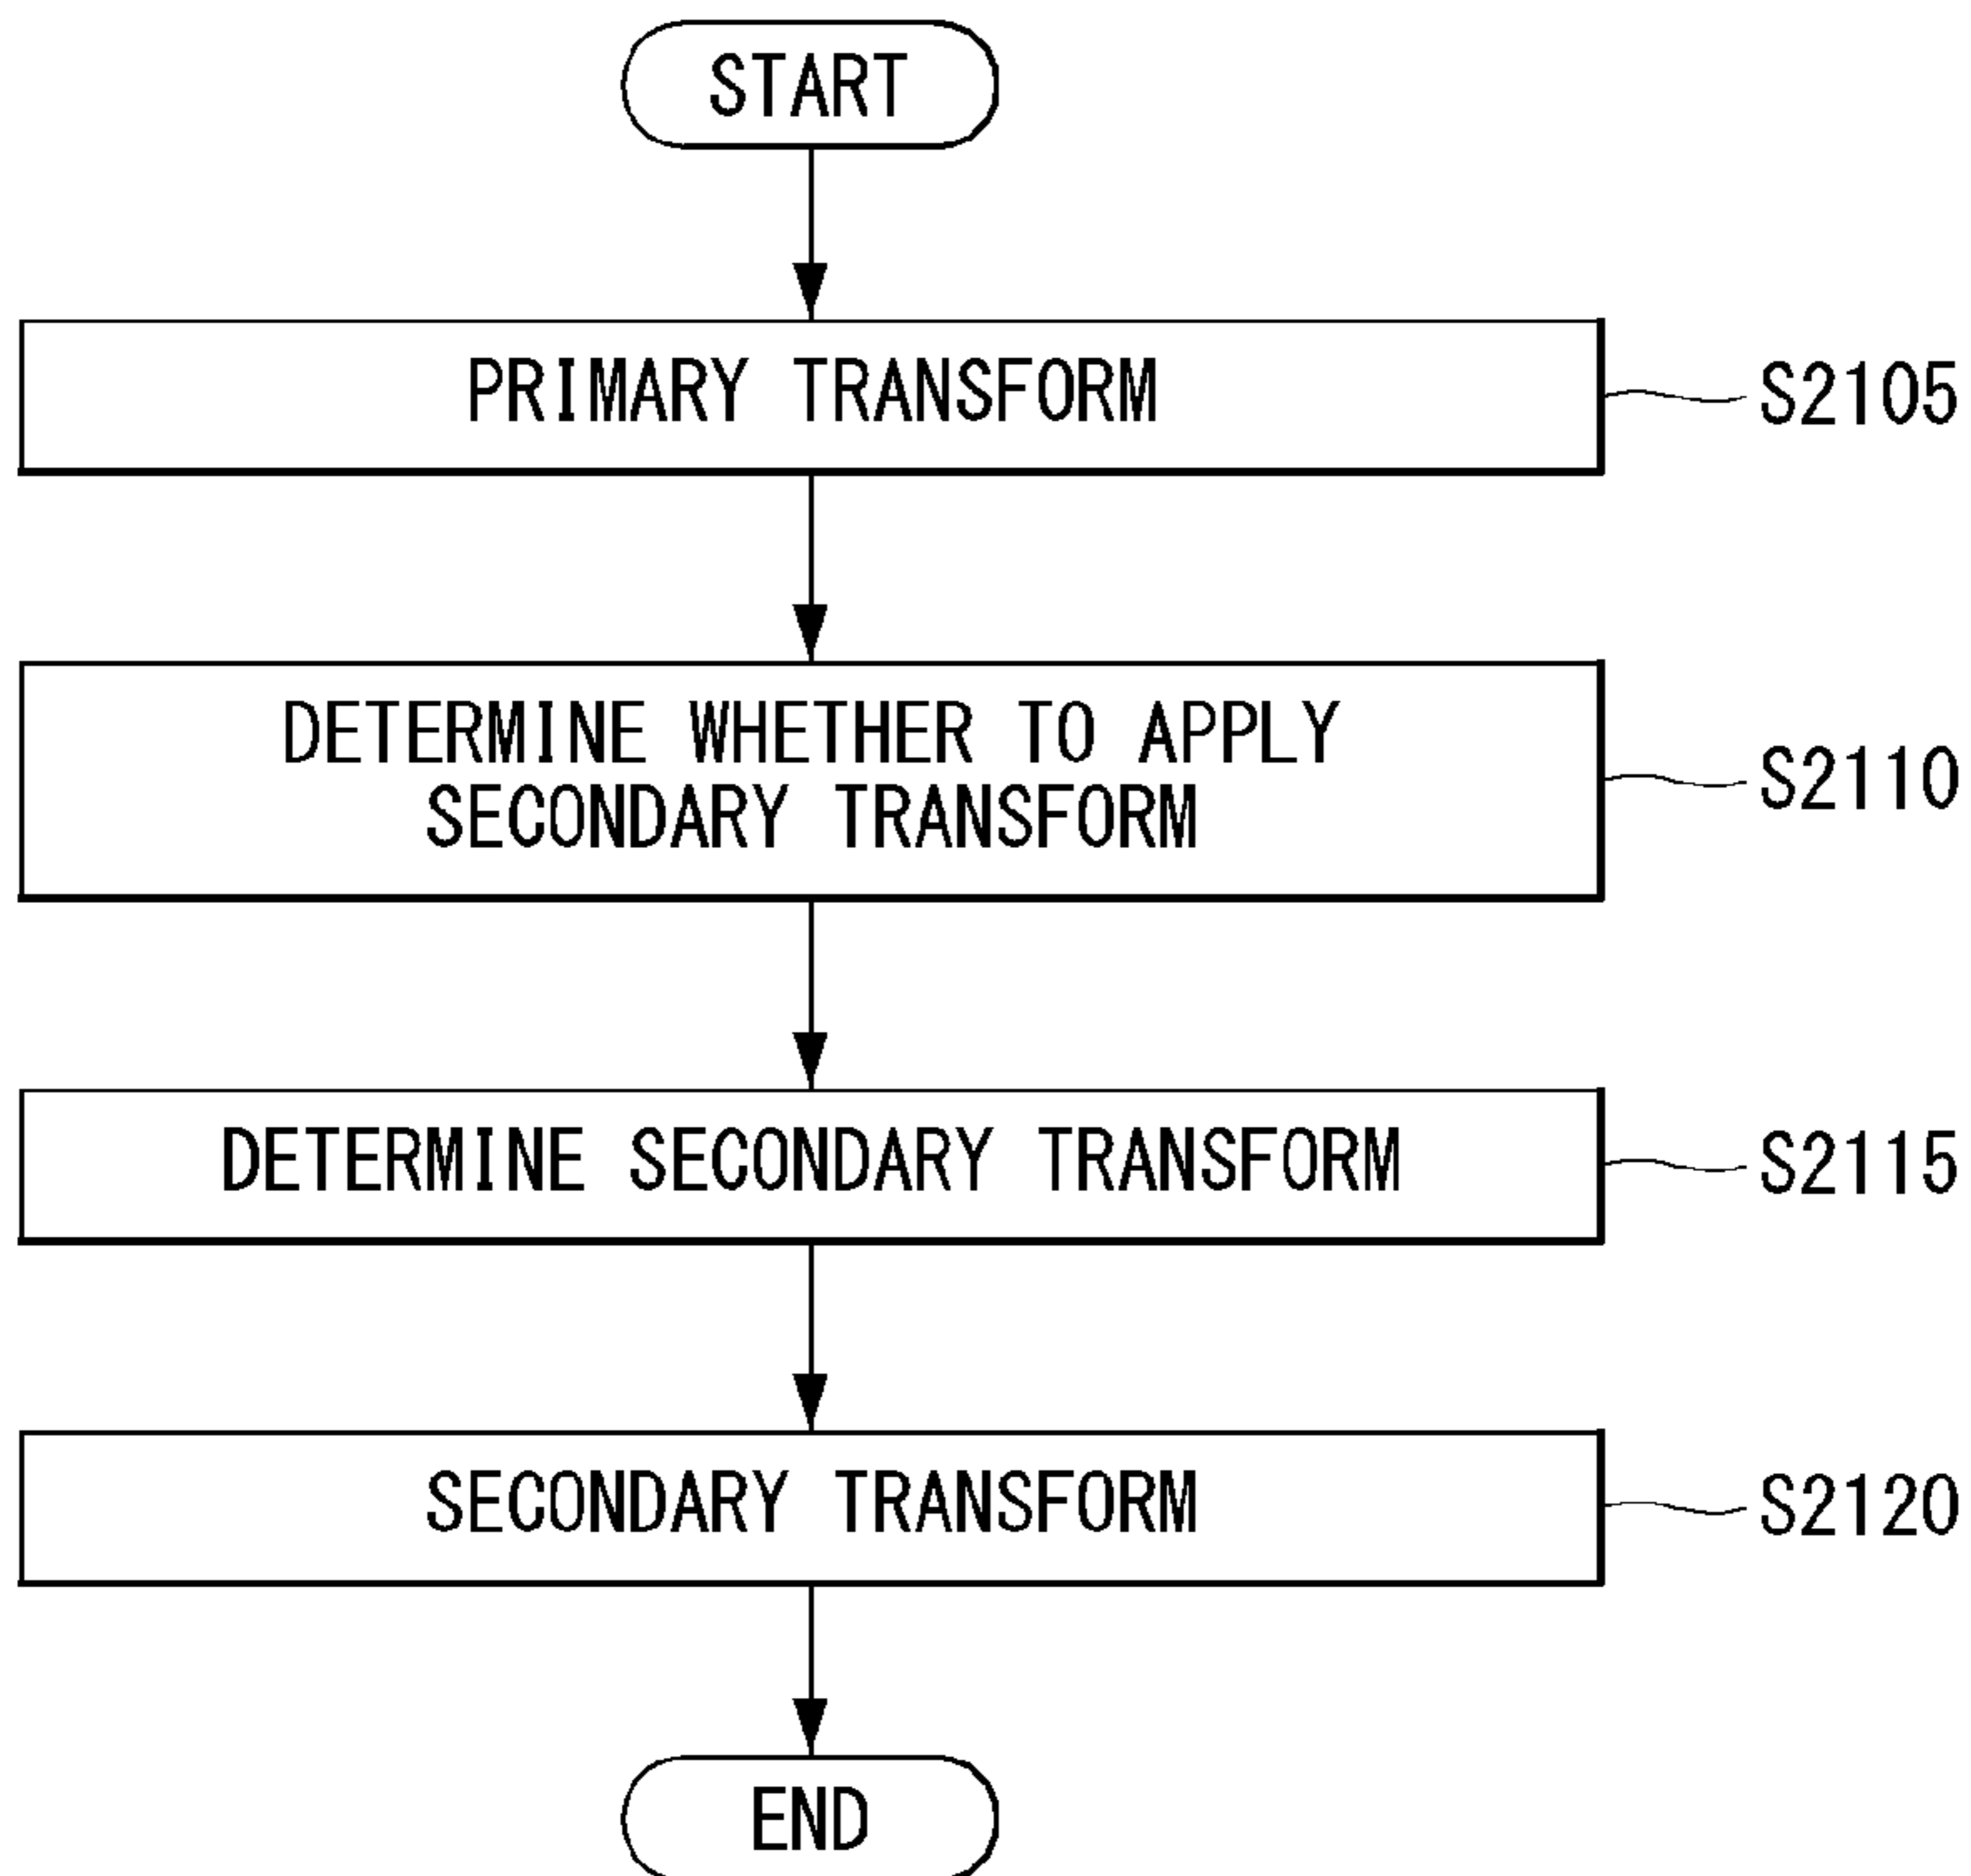 START
PRIMARY TRANSFORM
S2105
DETERMINE WHETHER TO APPLY
SECONDARY TRANSFORM
S2110
DETERMINE SECONDARY TRANSFORM
S2115
SECONDARY TRANSFORM
S2120
END